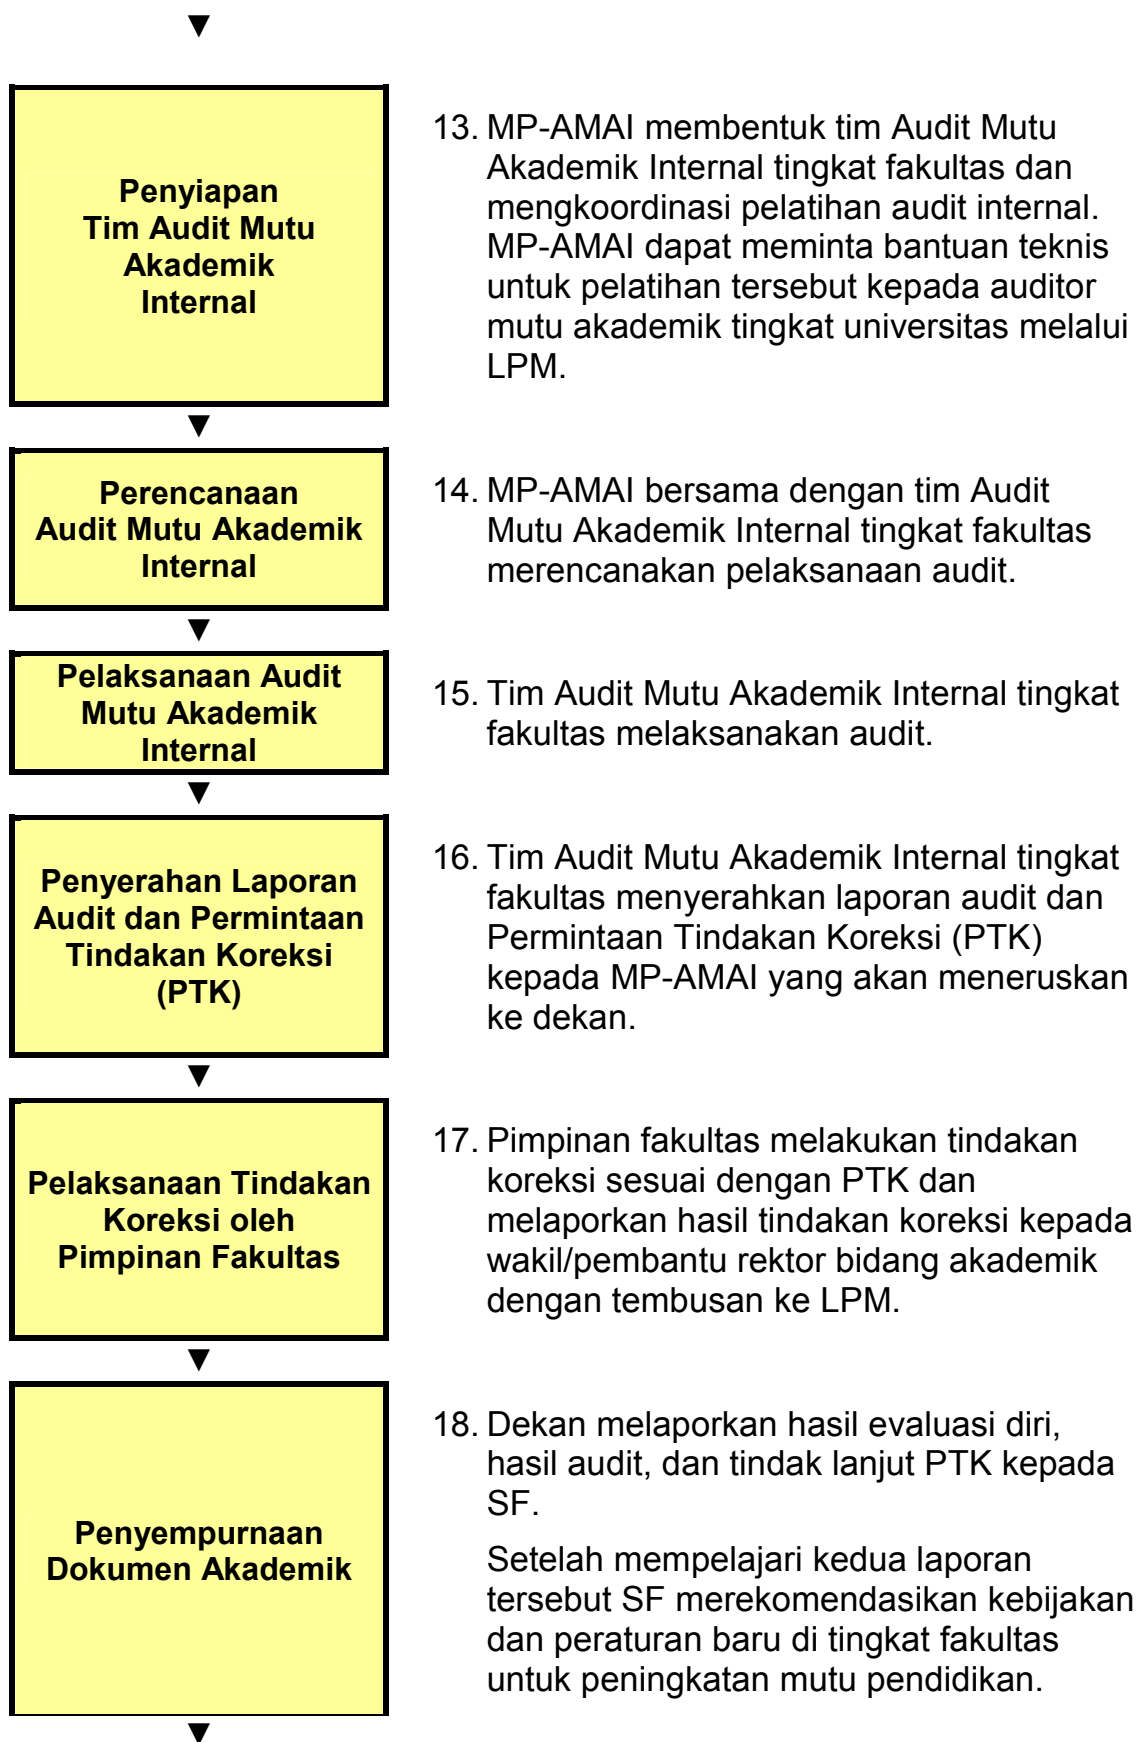 ▼
Penyiapan
Tim Audit Mutu
Akademik
Internal
13. MP-AMAI membentuk tim Audit Mutu
Akademik Internal tingkat fakultas dan
mengkoordinasi pelatihan audit internal.
MP-AMAI dapat meminta bantuan teknis
untuk pelatihan tersebut kepada auditor
mutu akademik tingkat universitas melalui
LPM.
▼
Perencanaan
Audit Mutu Akademik
Internal
14. MP-AMAI bersama dengan tim Audit
Mutu Akademik Internal tingkat fakultas
merencanakan pelaksanaan audit.
▼
Pelaksanaan Audit
Mutu Akademik
Internal
15. Tim Audit Mutu Akademik Internal tingkat
fakultas melaksanakan audit.
▼
Penyerahan Laporan
Audit dan Permintaan
Tindakan Koreksi
(PTK)
16. Tim Audit Mutu Akademik Internal tingkat
fakultas menyerahkan laporan audit dan
Permintaan Tindakan Koreksi (PTK)
kepada MP-AMAI yang akan meneruskan
ke dekan.
▼
Pelaksanaan Tindakan
Koreksi oleh
Pimpinan Fakultas
17. Pimpinan fakultas melakukan tindakan
koreksi sesuai dengan PTK dan
melaporkan hasil tindakan koreksi kepada
wakil/pembantu rektor bidang akademik
dengan tembusan ke LPM.
▼
Penyempurnaan
Dokumen Akademik
18. Dekan melaporkan hasil evaluasi diri,
hasil audit, dan tindak lanjut PTK kepada
SF.
Setelah mempelajari kedua laporan
tersebut SF merekomendasikan kebijakan
dan peraturan baru di tingkat fakultas
untuk peningkatan mutu pendidikan.
▼